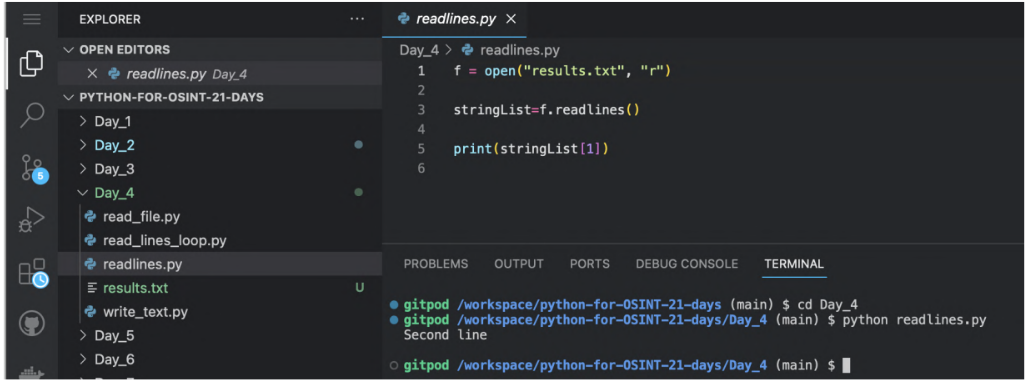 EXPLORER
...
OPEN EDITORS
readlines.py Day_4
PYTHON-FOR-OSINT-21-DAYS
Day_1
Day_2
Day_3
Day_4
read_file.py
read_lines_loop.py
readlines.py
results.txt U
write_text.py
Day_5
Day_6
5
readlines.py
Day_4 > readlines.py
1 f = open("results.txt", "r")
2
3 stringList=f.readlines()
4
5 print(stringList[1])
6
PROBLEMS OUTPUT PORTS DEBUG CONSOLE TERMINAL
gitpod /workspace/python-for-OSINT-21-days (main) $ cd Day_4
gitpod /workspace/python-for-OSINT-21-days/Day_4 (main) $ python readlines.py
Second line
gitpod /workspace/python-for-OSINT-21-days/Day_4 (main) $